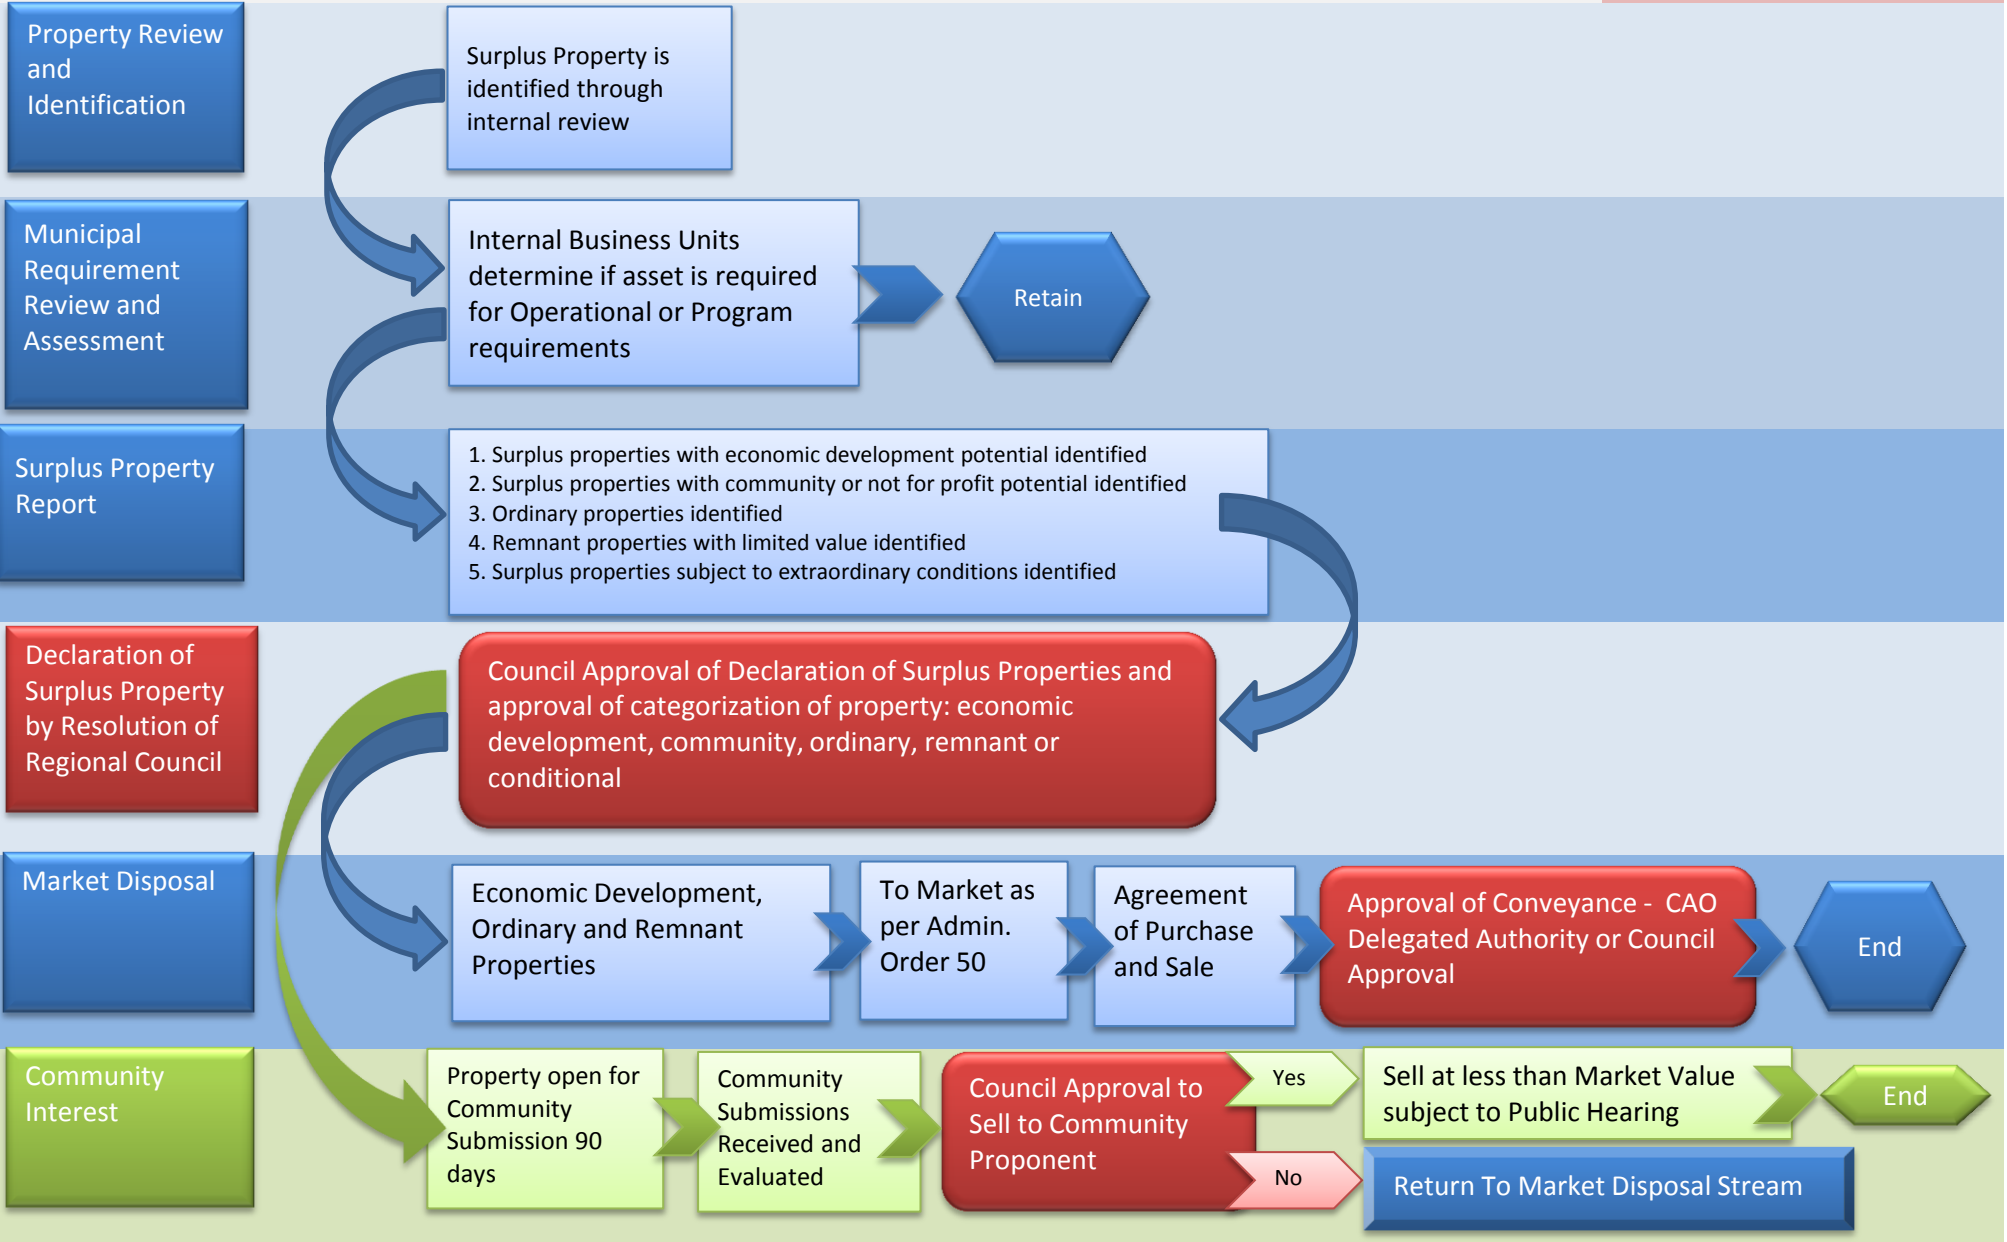 Property Review
and
Identification
Surplus Property is
identified through
internal review
Municipal
Requirement
Review and
Assessment
Internal Business Units
determine if asset is required
for Operational or Program
requirements
Retain
Surplus Property
Report
1. Surplus properties with economic development potential identified
2. Surplus properties with community or not for profit potential identified
3. Ordinary properties identified
4. Remnant properties with limited value identified
5. Surplus properties subject to extraordinary conditions identified
Declaration of
Surplus Property
by Resolution of
Regional Council
Council Approval of Declaration of Surplus Properties and
approval of categorization of property: economic
development, community, ordinary, remnant or
conditional
Market Disposal
Economic Development,
Ordinary and Remnant
Properties
To Market as
per Admin.
Order 50
Agreement
of Purchase
and Sale
Approval of Conveyance - CAO
Delegated Authority or Council
Approval
End
Community
Interest
Property open for
Community
Submission 90
days
Community
Submissions
Received and
Evaluated
Council Approval to
Sell to Community
Proponent
Yes
Sell at less than Market Value
subject to Public Hearing
End
No
Return To Market Disposal Stream